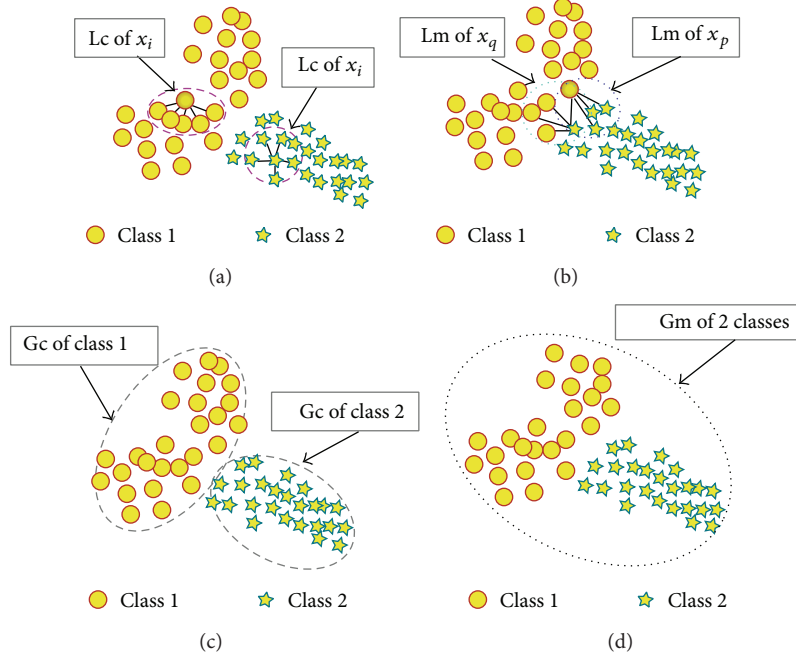 Lc of x_i
Lc of x_i
Class 1
Class 2
(a)
Lm of x_q
Lm of x_p
Class 1
Class 2
(b)
Gc of class 1
Gc of class 2
Class 1
Class 2
(c)
Gm of 2 classes
Class 1
Class 2
(d)